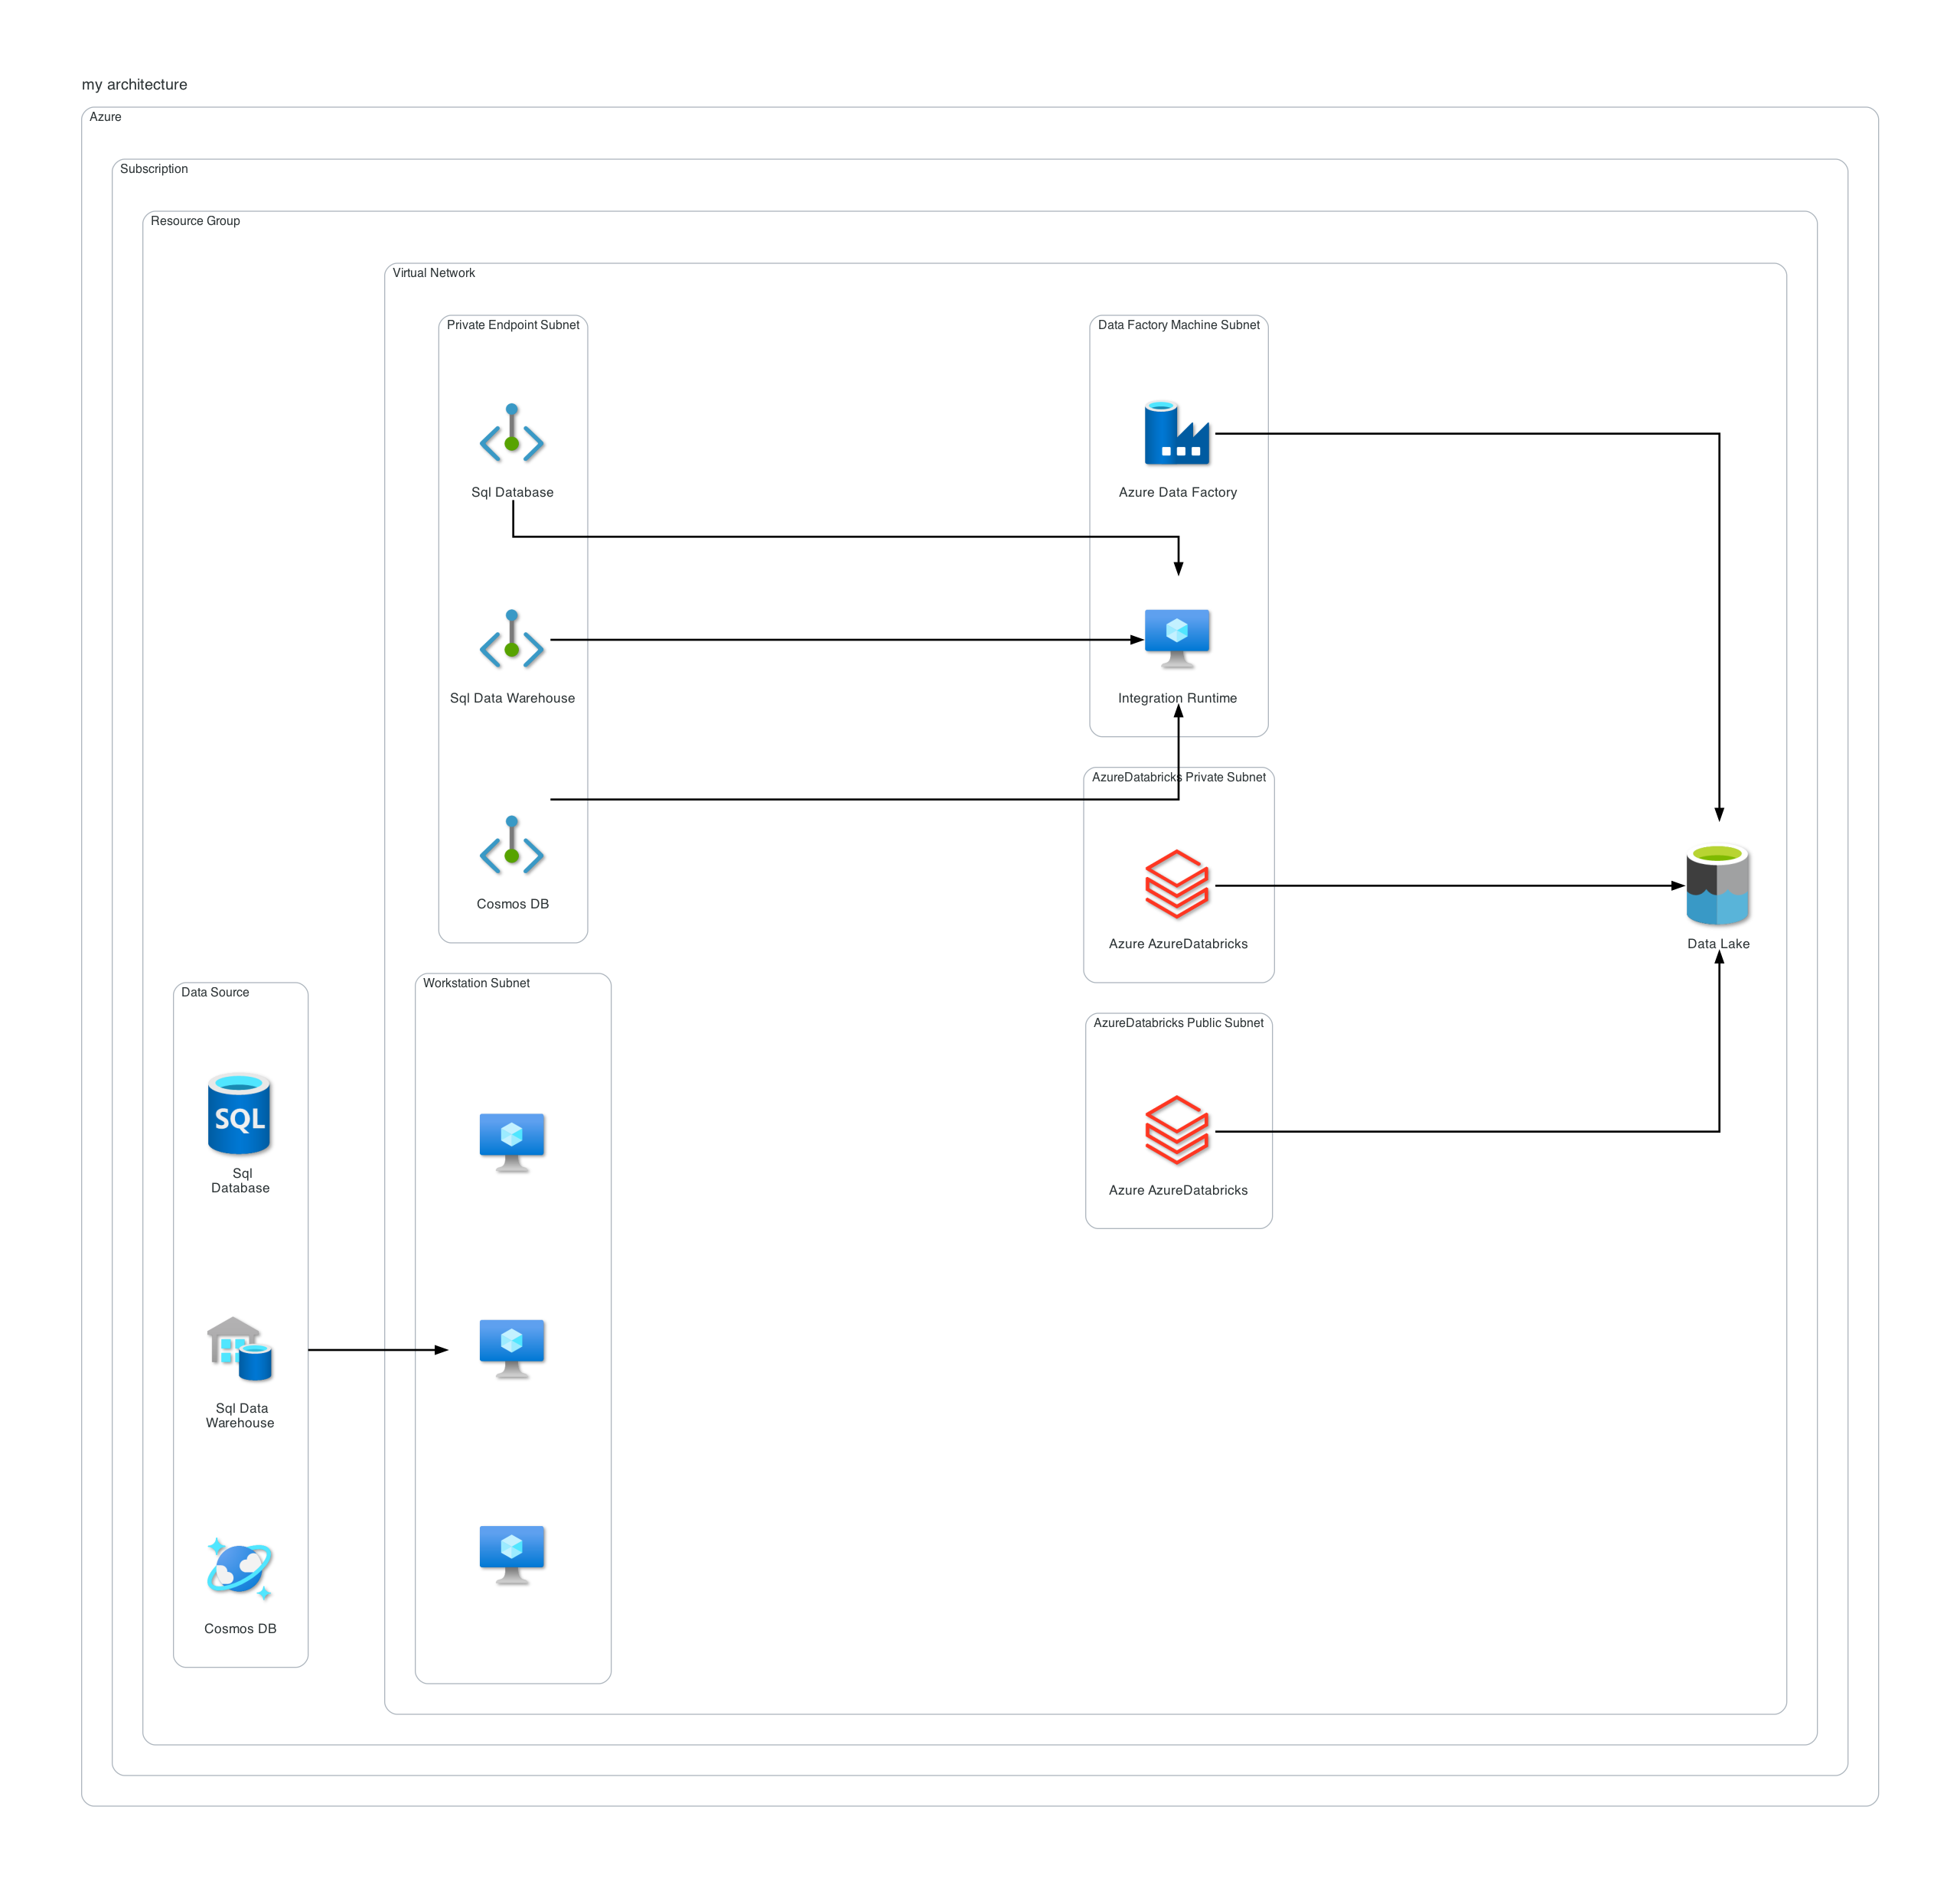 my architecture
Azure
Subscription
Resource Group
Virtual Network
Private Endpoint Subnet
Sql Database
Sql Data Warehouse
Cosmos DB
Data Factory Machine Subnet
Azure Data Factory
Integration Runtime
AzureDatabricks Private Subnet
Azure AzureDatabricks
Data Lake
AzureDatabricks Public Subnet
Azure AzureDatabricks
Data Source
SQL
Sql
Database
Sql Data
Warehouse
Cosmos DB
Workstation Subnet